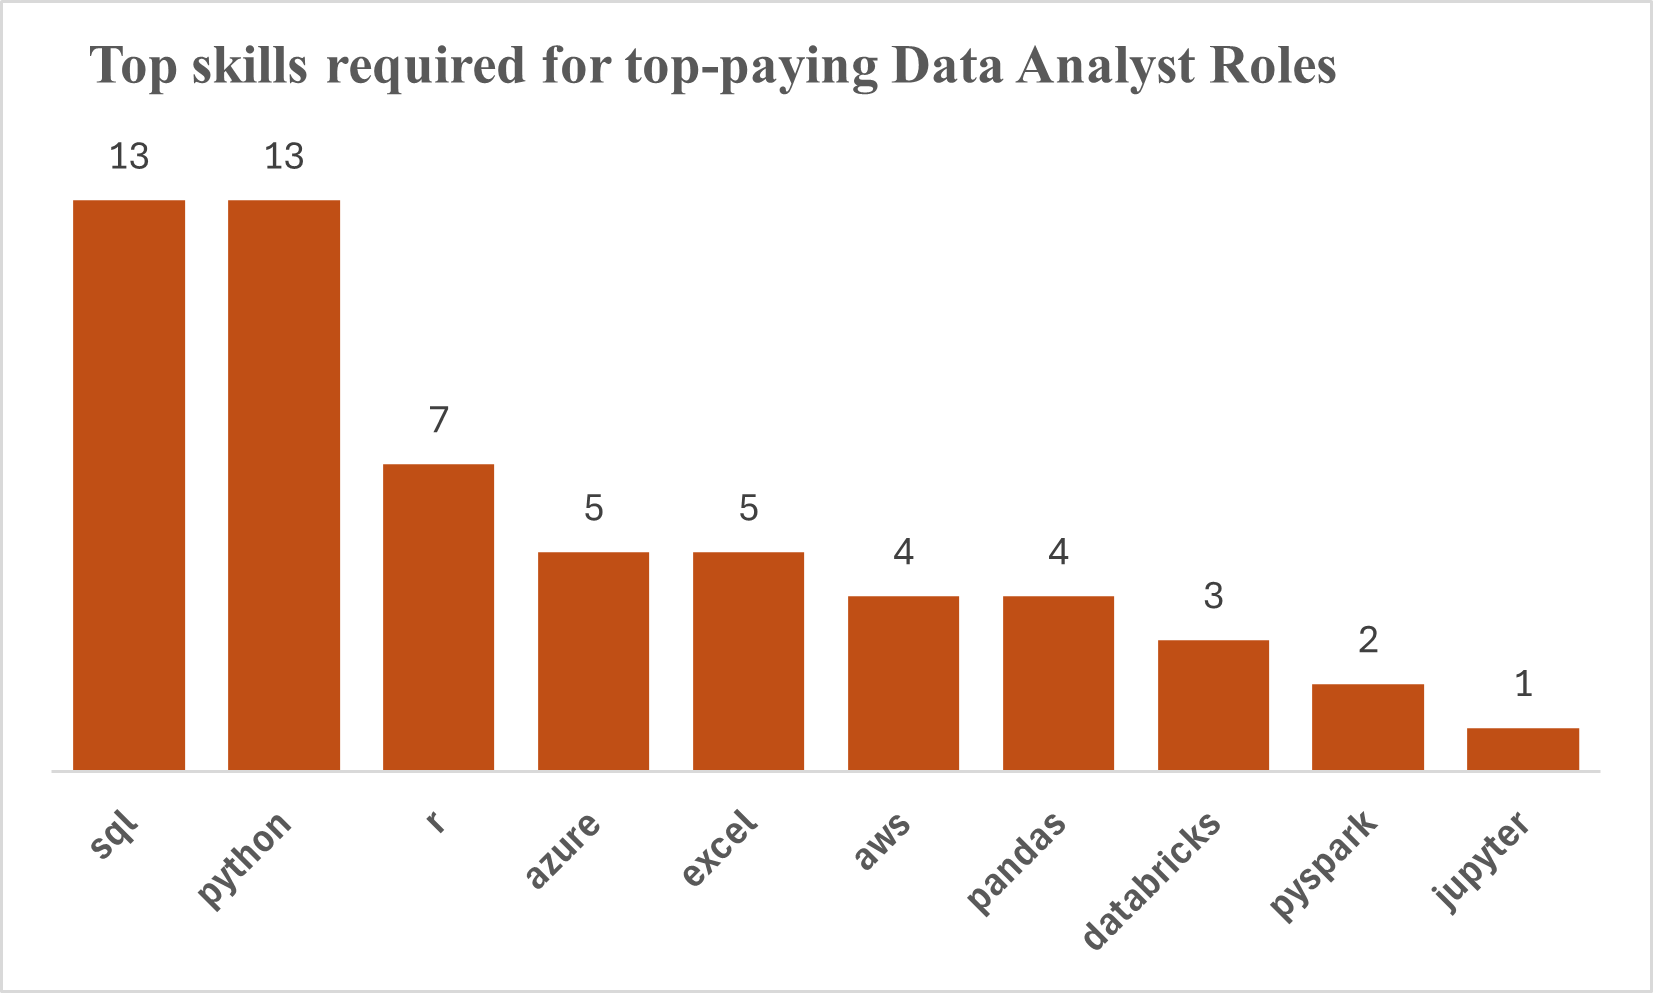 Top skills required for top-paying Data Analyst Roles
13
13
7
5
5
4
4
3
2
1
sql
python
r
azure
excel
aws
pandas
databricks
pyspark
jupyter